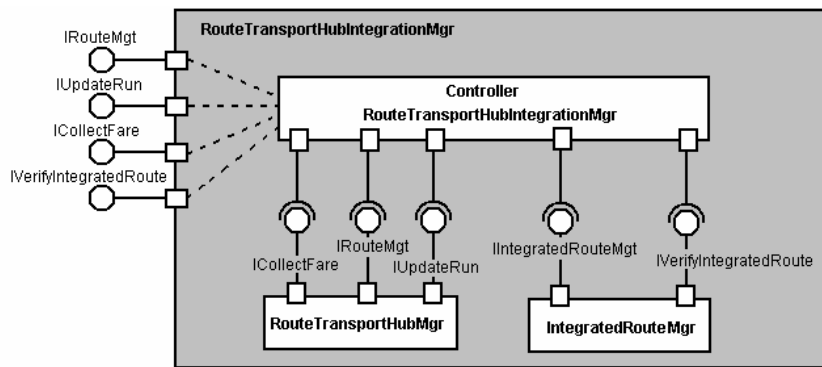 RouteTransportHubIntegrationMgr
IRouteMgt
IUpdateRun
ICollectFare
IVerifyIntegratedRoute
Controller
RouteTransportHubIntegrationMgr
IRouteMgt
IIntegratedRouteMgt
ICollectFare
IUpdateRun
IVerifyIntegratedRoute
RouteTransportHubMgr
IntegratedRouteMgr